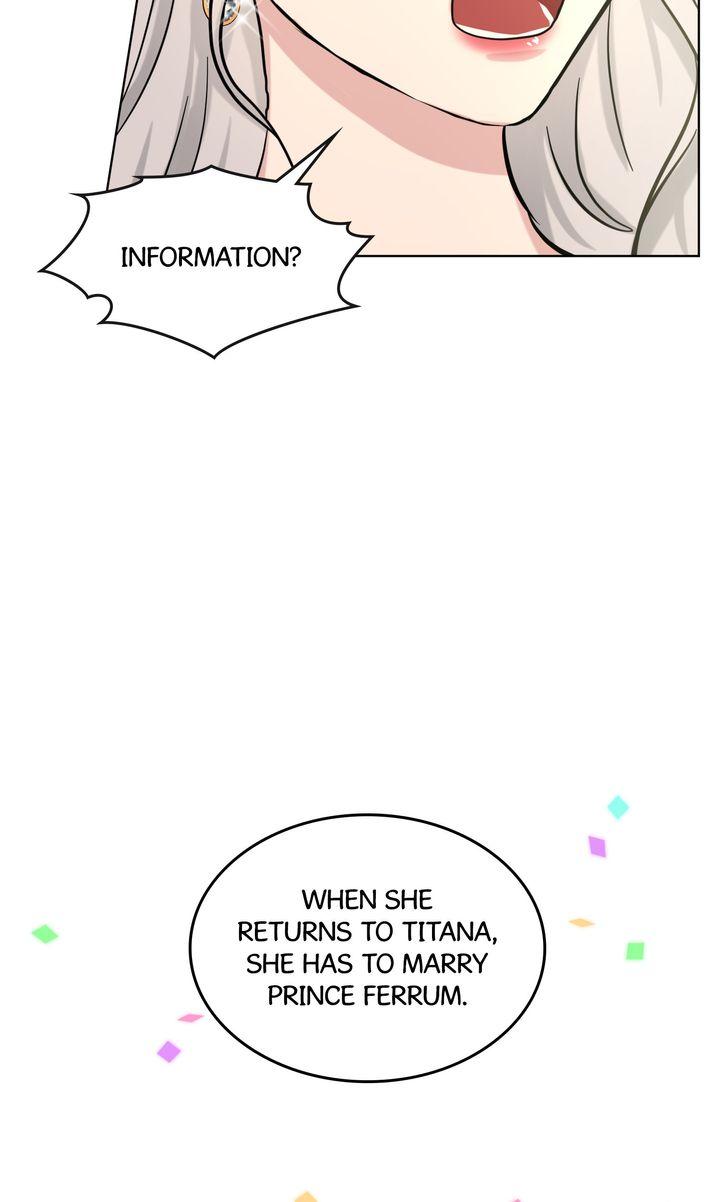 INFORMATION?
WHEN SHE
RETURNS TO TITANA,
SHE HAS TO MARRY
PRINCE FERRUM.